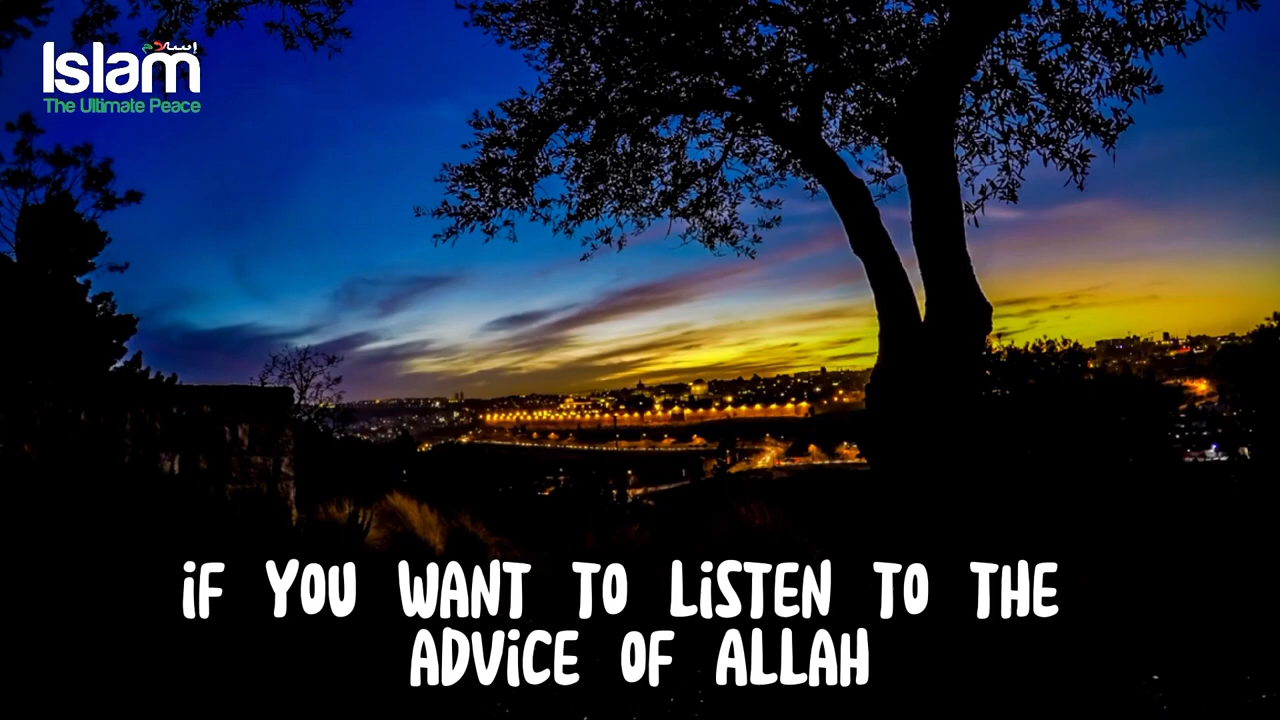 إسلام
Islam
The Ultimate Peace
iF YOU WANT TO LiSTEN TO THE
ADViCE OF ALLAH